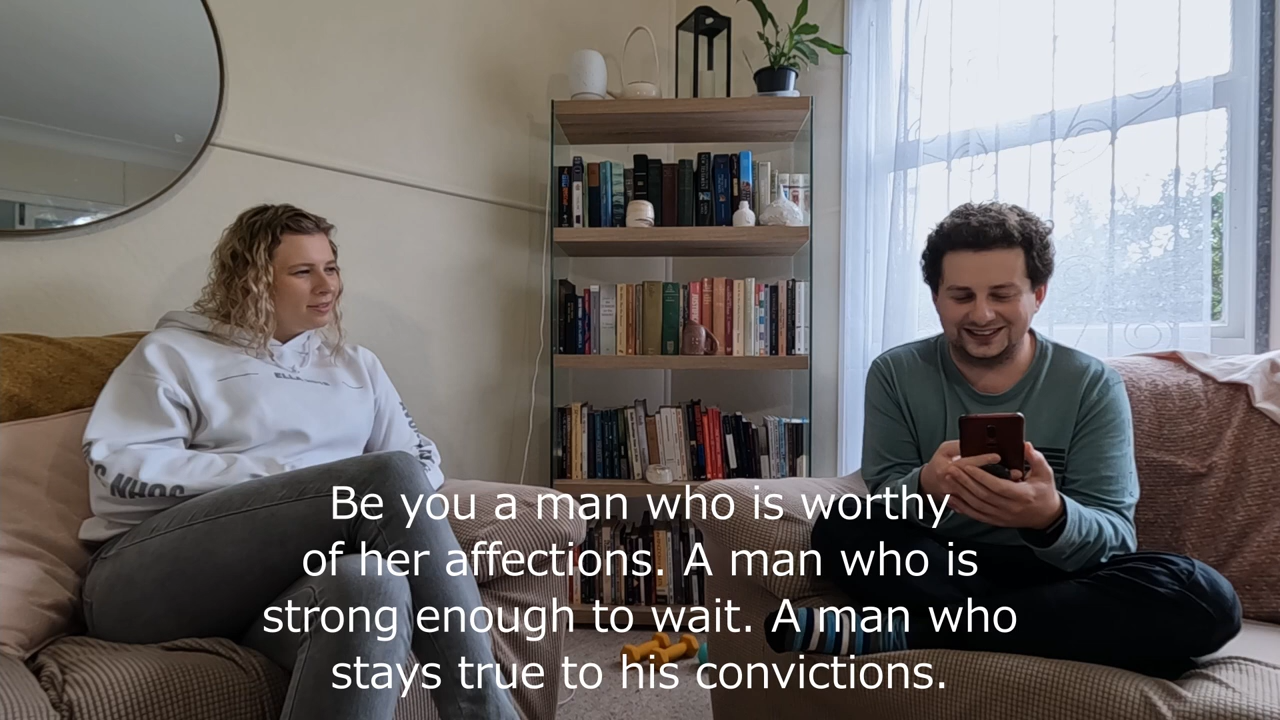 Be you a man who is worthy
of her affections. A man who is
strong enough to wait. A man who
stays true to his convictions.